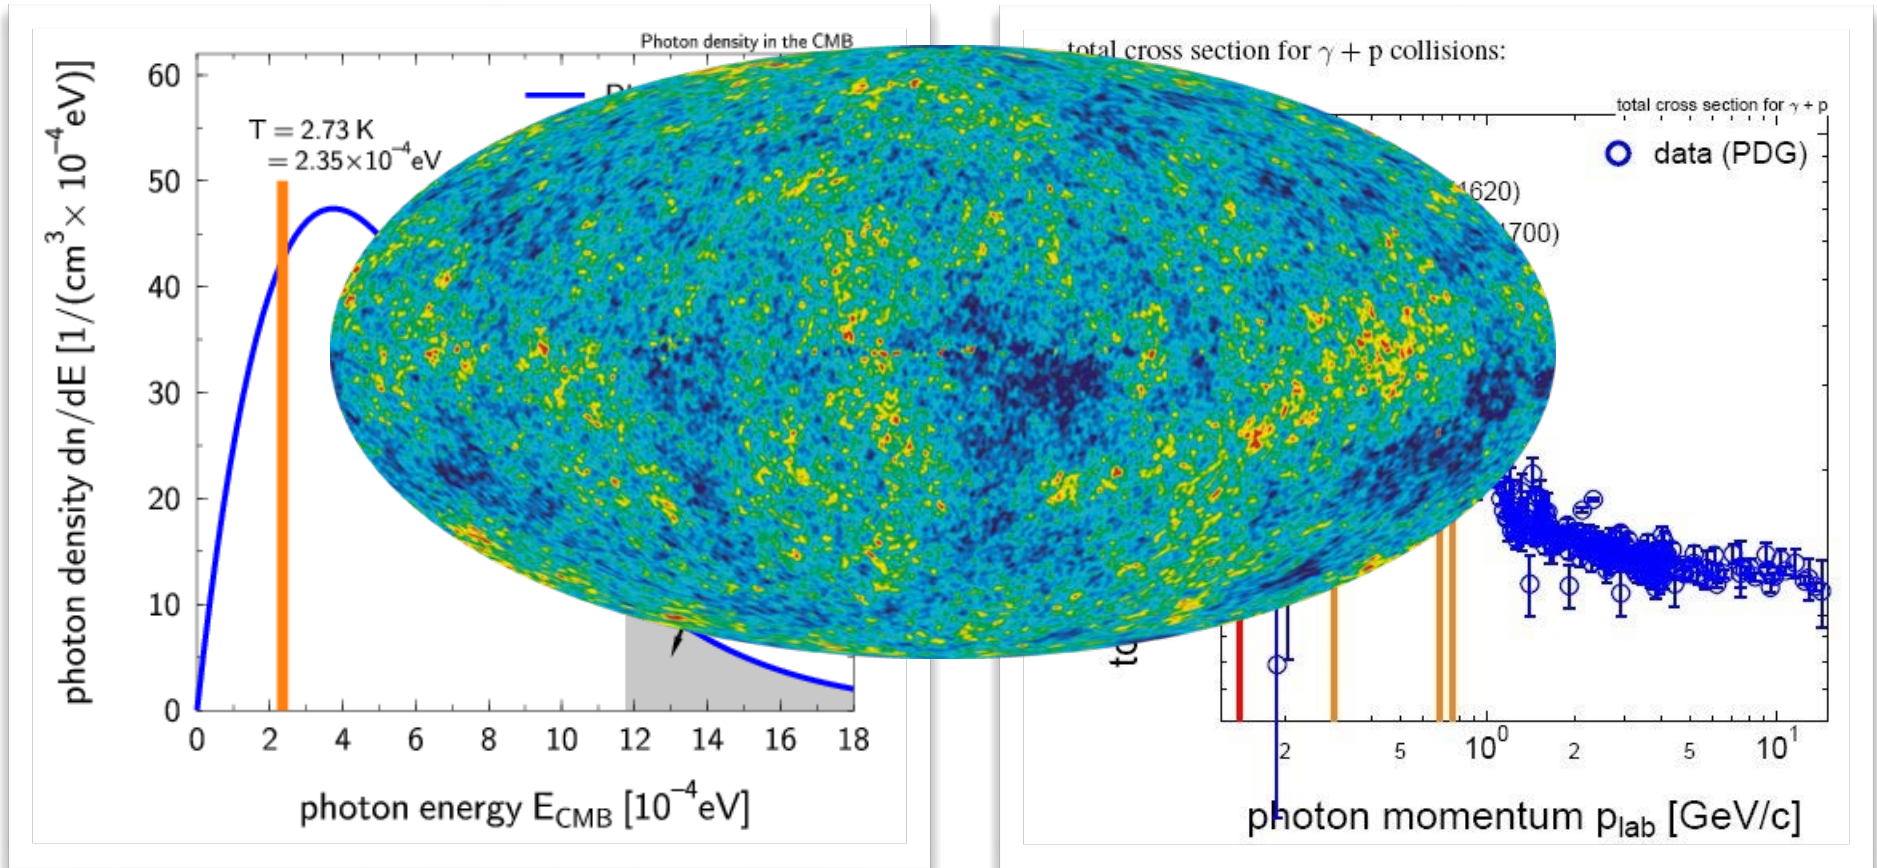 Photon density in the CMB
T = 2.73 K
= 2.35×10⁻⁴eV
photon density dn/dE [1/(cm³ × 10⁻⁴eV)]
60
50
40
30
20
10
0
0 2 4 6 8 10 12 14 16 18
photon energy E_CMB [10⁻⁴eV]
total cross section for γ + p collisions:
total cross section for γ + p
data (PDG)
1620)
1700)
2 5 10⁰ 2 5 10¹
photon momentum p_lab [GeV/c]